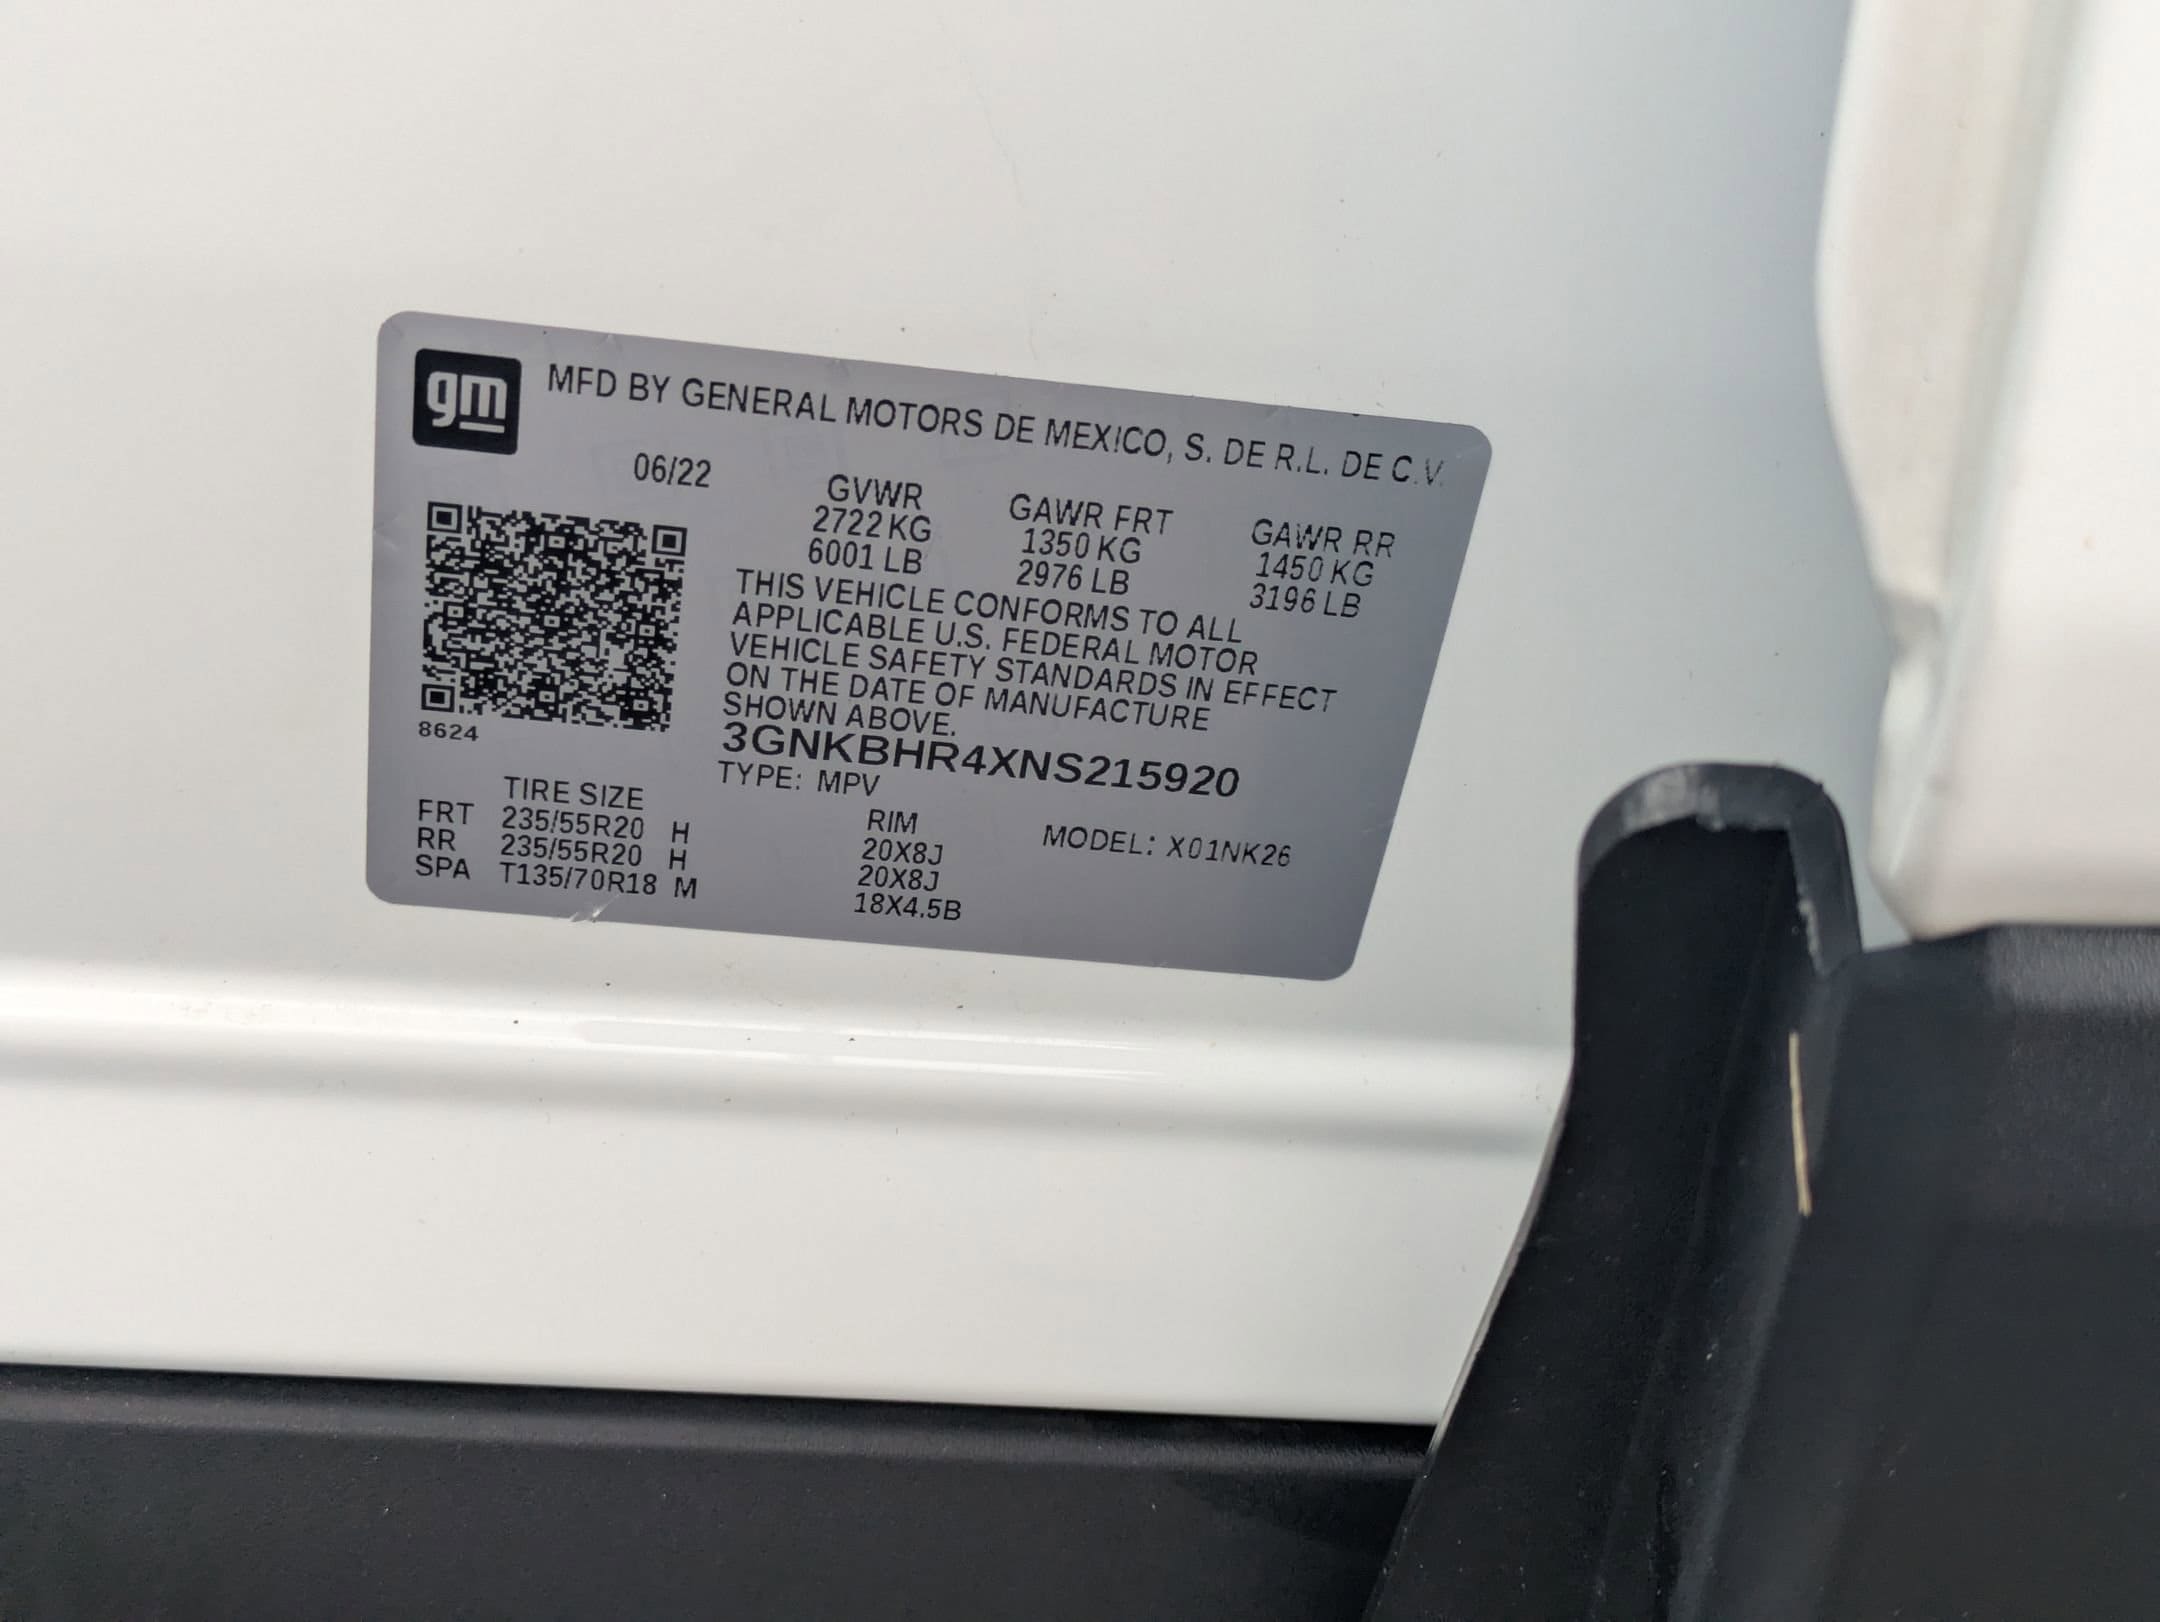 gm MFD BY GENERAL MOTORS DE MEXICO, S. DE R.L. DE C.V.
06/22
GVWR GAWR FRT GAWR RR
2722 KG 1350 KG 1450 KG
6001 LB 2976 LB 3196 LB
THIS VEHICLE CONFORMS TO ALL
APPLICABLE U.S. FEDERAL MOTOR
VEHICLE SAFETY STANDARDS IN EFFECT
ON THE DATE OF MANUFACTURE
SHOWN ABOVE.
8624
3GNKBHR4XNS215920
TYPE: MPV
MODEL: X01NK26
TIRE SIZE RIM
FRT 235/55R20 H 20X8J
RR 235/55R20 H 20X8J
SPA T135/70R18 M 18X4.5B